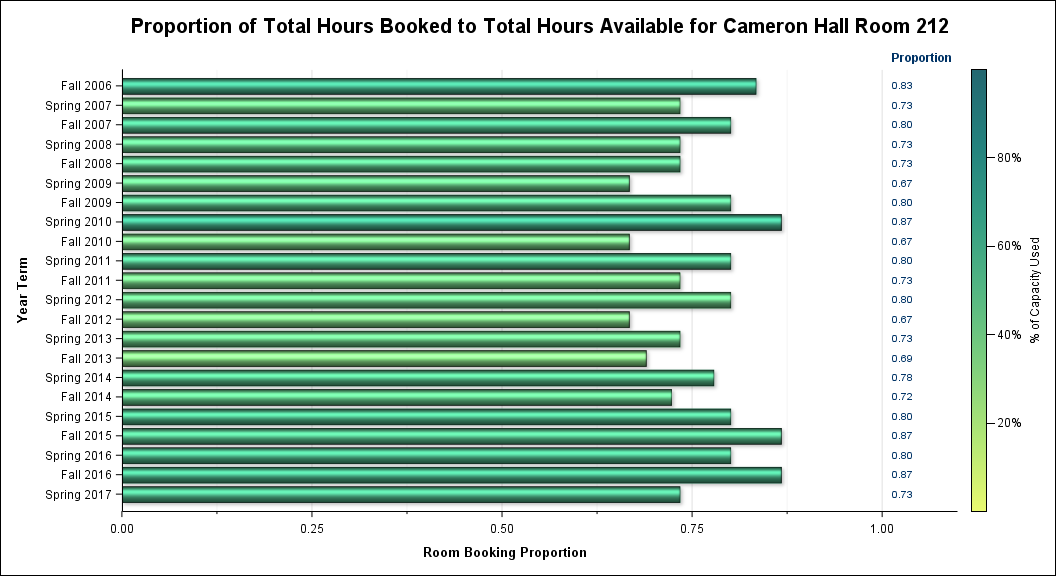 Proportion of Total Hours Booked to Total Hours Available for Cameron Hall Room 212
Proportion
Fall 2006 0.83
Spring 2007 0.73
Fall 2007 0.80
Spring 2008 0.73
Fall 2008 0.73
Spring 2009 0.67
Fall 2009 0.80
Spring 2010 0.87
Fall 2010 0.67
Spring 2011 0.80
Fall 2011 0.73
Spring 2012 0.80
Fall 2012 0.67
Spring 2013 0.73
Fall 2013 0.69
Spring 2014 0.78
Fall 2014 0.72
Spring 2015 0.80
Fall 2015 0.87
Spring 2016 0.80
Fall 2016 0.87
Spring 2017 0.73
Year Term
0.00 0.25 0.50 0.75 1.00
Room Booking Proportion
80%
60%
40%
20%
% of Capacity Used